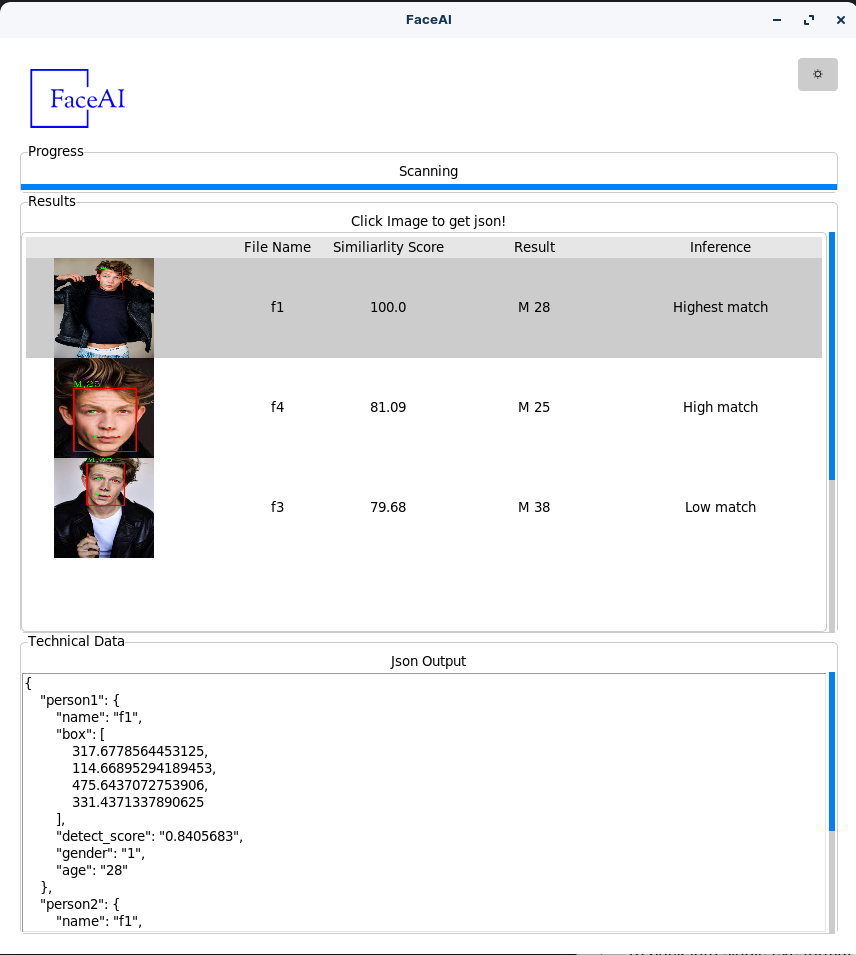 FaceAI
FaceAI
Progress
Scanning
Results
Click Image to get json!
File Name Similiarlity Score Result Inference
f1 100.0 M 28 Highest match
M,25
f4 81.09 M 25 High match
f3 79.68 M 38 Low match
Technical Data
Json Output
{
"person1": {
"name": "f1",
"box": [
317.6778564453125,
114.66895294189453,
475.6437072753906,
331.4371337890625
],
"detect_score": "0.8405683",
"gender": "1",
"age": "28"
},
"person2": {
"name": "f1",